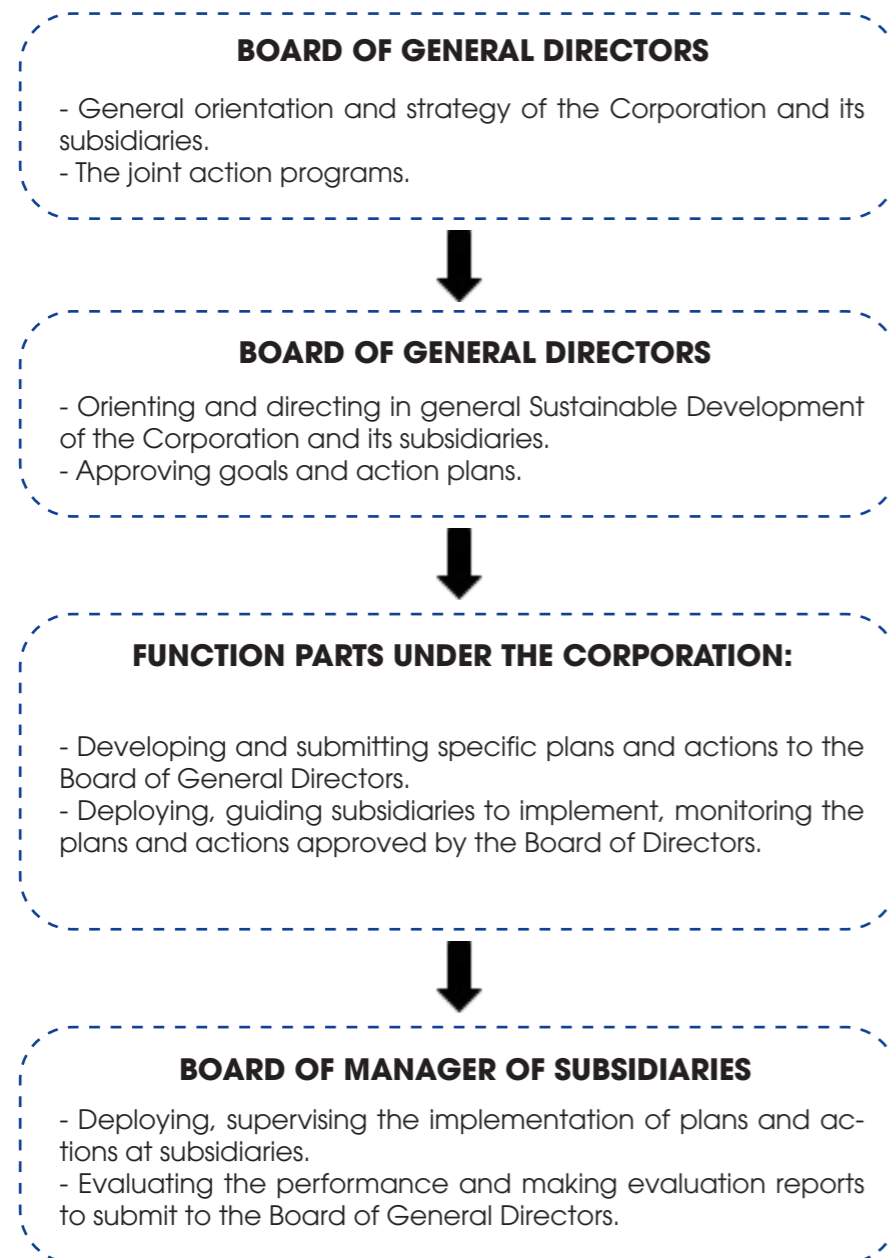 BOARD OF GENERAL DIRECTORS
- General orientation and strategy of the Corporation and its
subsidiaries.
- The joint action programs.
BOARD OF GENERAL DIRECTORS
- Orienting and directing in general Sustainable Development
of the Corporation and its subsidiaries.
- Approving goals and action plans.
FUNCTION PARTS UNDER THE CORPORATION:
- Developing and submitting specific plans and actions to the
Board of General Directors.
- Deploying, guiding subsidiaries to implement, monitoring the
plans and actions approved by the Board of Directors.
BOARD OF MANAGER OF SUBSIDIARIES
- Deploying, supervising the implementation of plans and ac-
tions at subsidiaries.
- Evaluating the performance and making evaluation reports
to submit to the Board of General Directors.